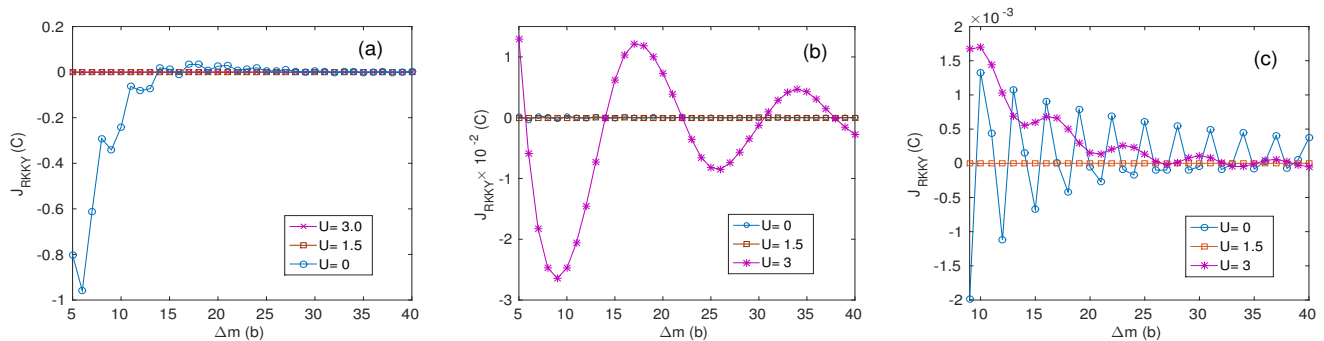 (a)
0.2
0
-0.2
-0.4
-0.6
-0.8
-1
J_RKKY (C)
5 10 15 20 25 30 35 40
Δm (b)
U= 3.0
U= 1.5
U= 0
(b)
1
0
-1
-2
-3
J_RKKY × 10^-2 (C)
5 10 15 20 25 30 35 40
Δm (b)
U= 0
U= 1.5
U= 3
(c)
×10^-3
2
1.5
1
0.5
0
-0.5
-1
-1.5
-2
J_RKKY (C)
10 15 20 25 30 35 40
Δm (b)
U= 0
U= 1.5
U= 3